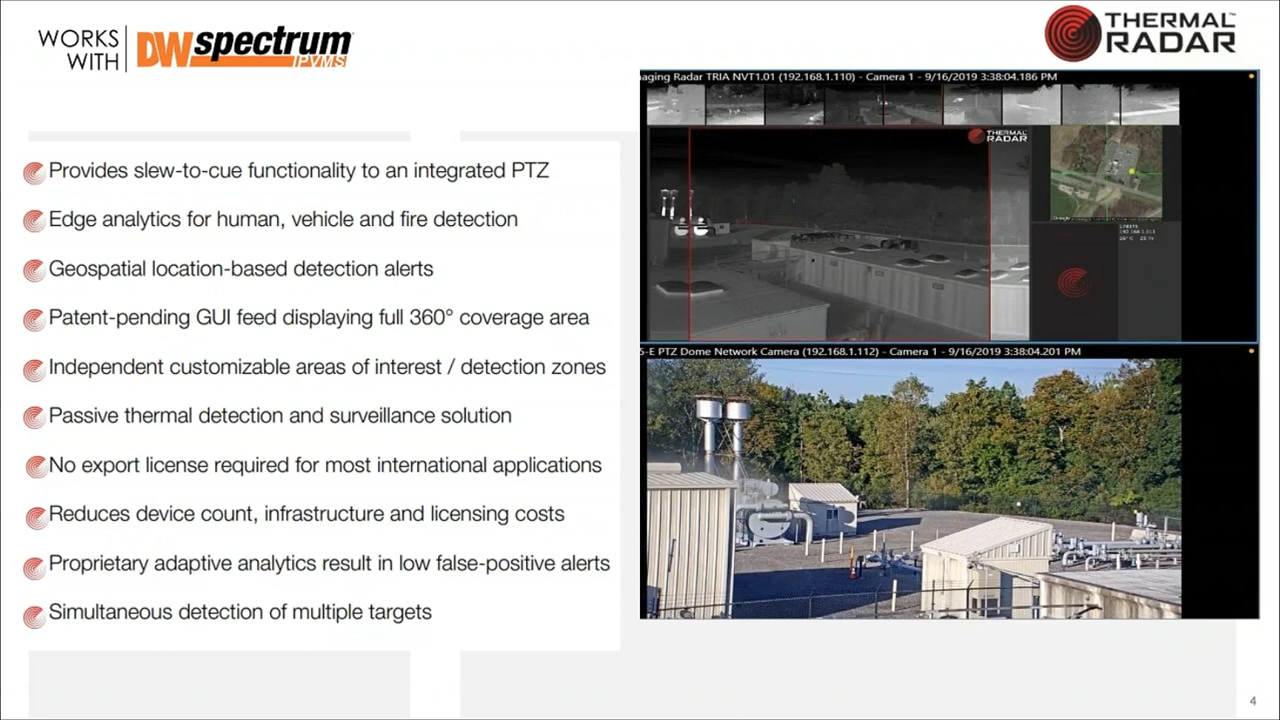 WORKS
WITH
DW spectrum
IPVMS
THERMAL
RADAR
Provides slew-to-cue functionality to an integrated PTZ
Edge analytics for human, vehicle and fire detection
Geospatial location-based detection alerts
Patent-pending GUI feed displaying full 360° coverage area
Independent customizable areas of interest / detection zones
Passive thermal detection and surveillance solution
No export license required for most international applications
Reduces device count, infrastructure and licensing costs
Proprietary adaptive analytics result in low false-positive alerts
Simultaneous detection of multiple targets
aging Radar TRIA NVT1.01 (192.168.1.110) - Camera 1 - 9/16/2019 3:38:04.186 PM
THERMAL
RADAR
5-E PTZ Dome Network Camera (192.168.1.112) - Camera 1 - 9/16/2019 3:38:04.201 PM
4